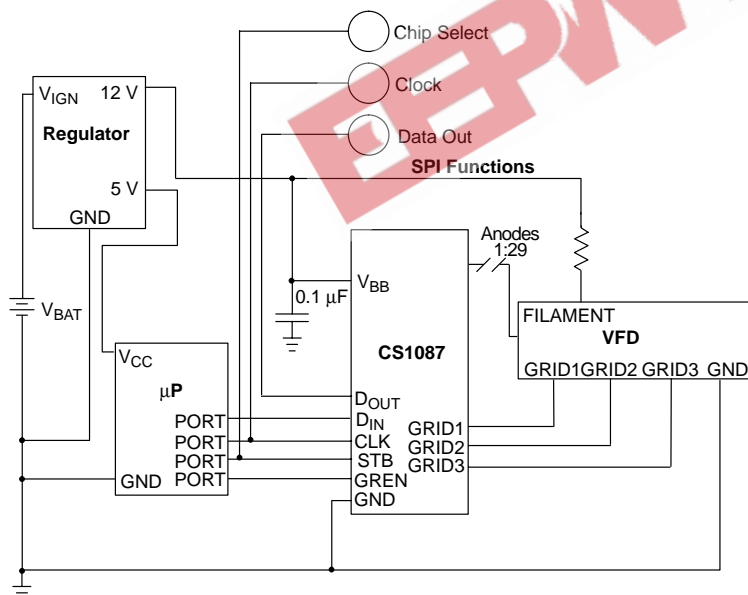 Chip Select
Clock
Data Out
SPI Functions
EEPW
VIGN 12 V
Regulator
5 V
GND
VBAT
VCC
µP
PORT
PORT
PORT
GND PORT
0.1 µF
VBB
CS1087
DOUT
DIN
CLK
STB
GREN
GND
GRID1
GRID2
GRID3
Anodes
1:29
FILAMENT
VFD
GRID1 GRID2 GRID3 GND